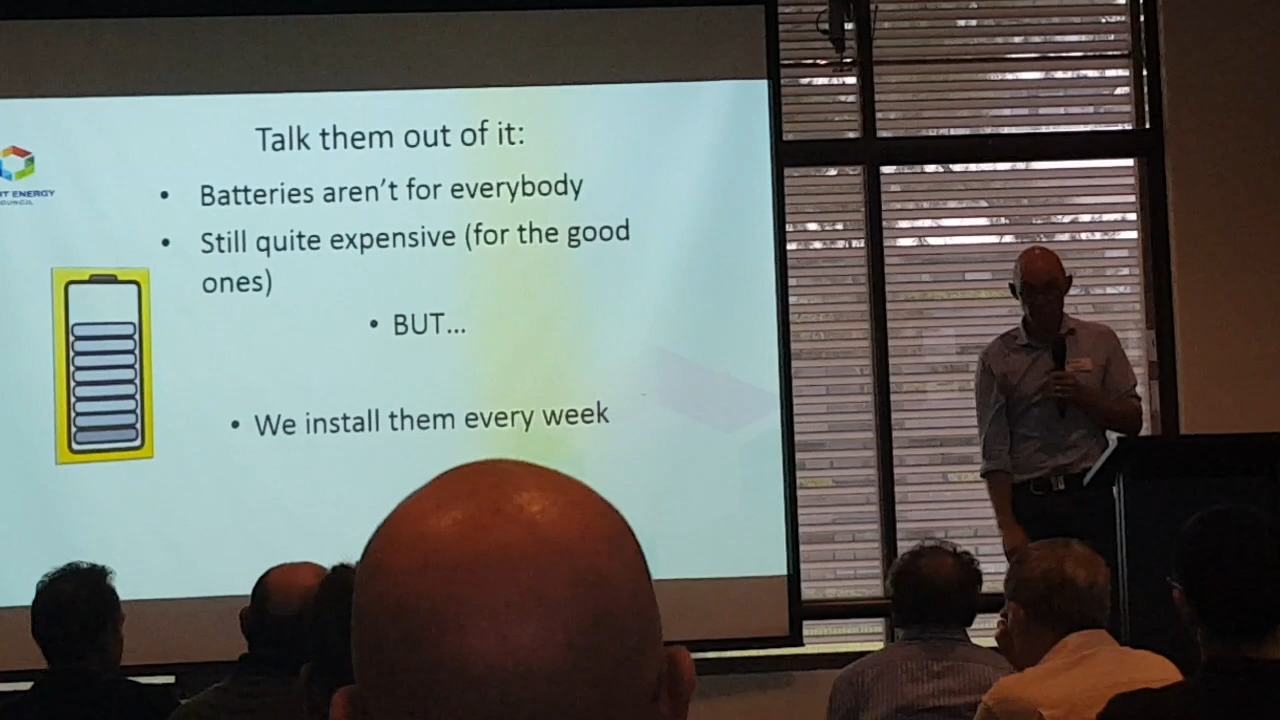 Talk them out of it:
• Batteries aren't for everybody
• Still quite expensive (for the good
ones)
• BUT...
• We install them every week
ENERGY